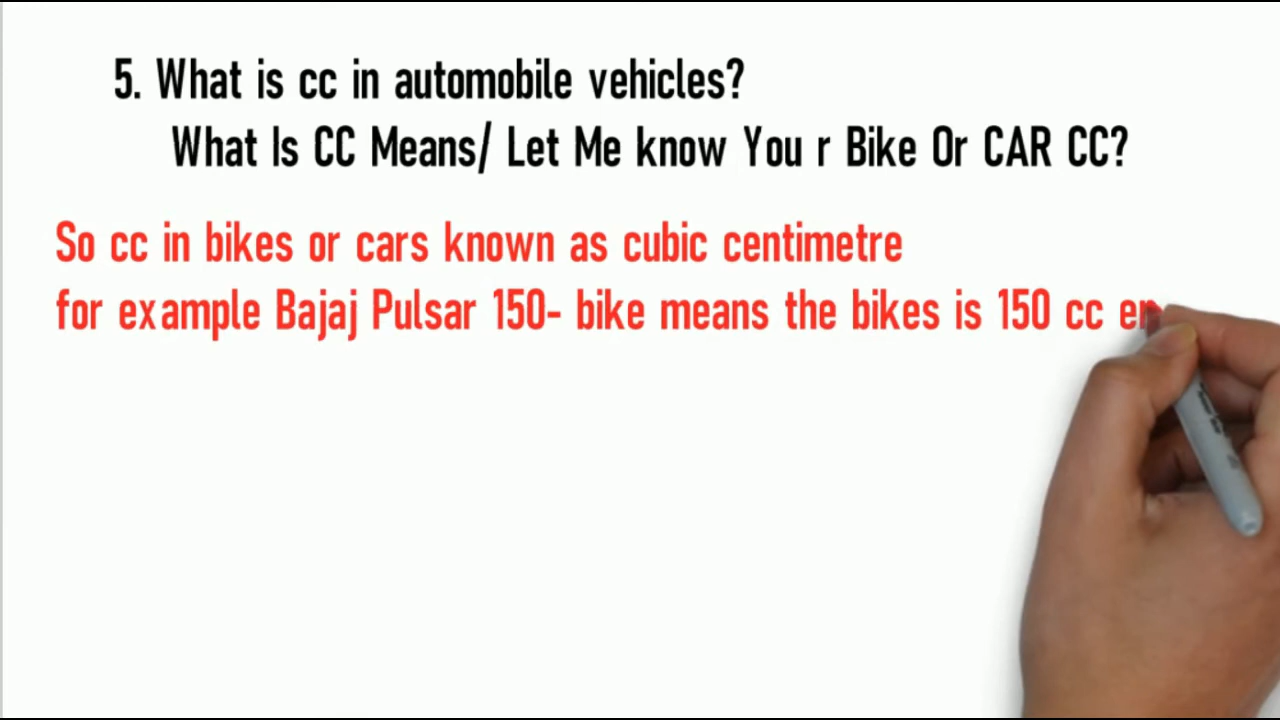 5. What is cc in automobile vehicles?
What Is CC Means/ Let Me know You r Bike Or CAR CC?
So cc in bikes or cars known as cubic centimetre
for example Bajaj Pulsar 150- bike means the bikes is 150 cc